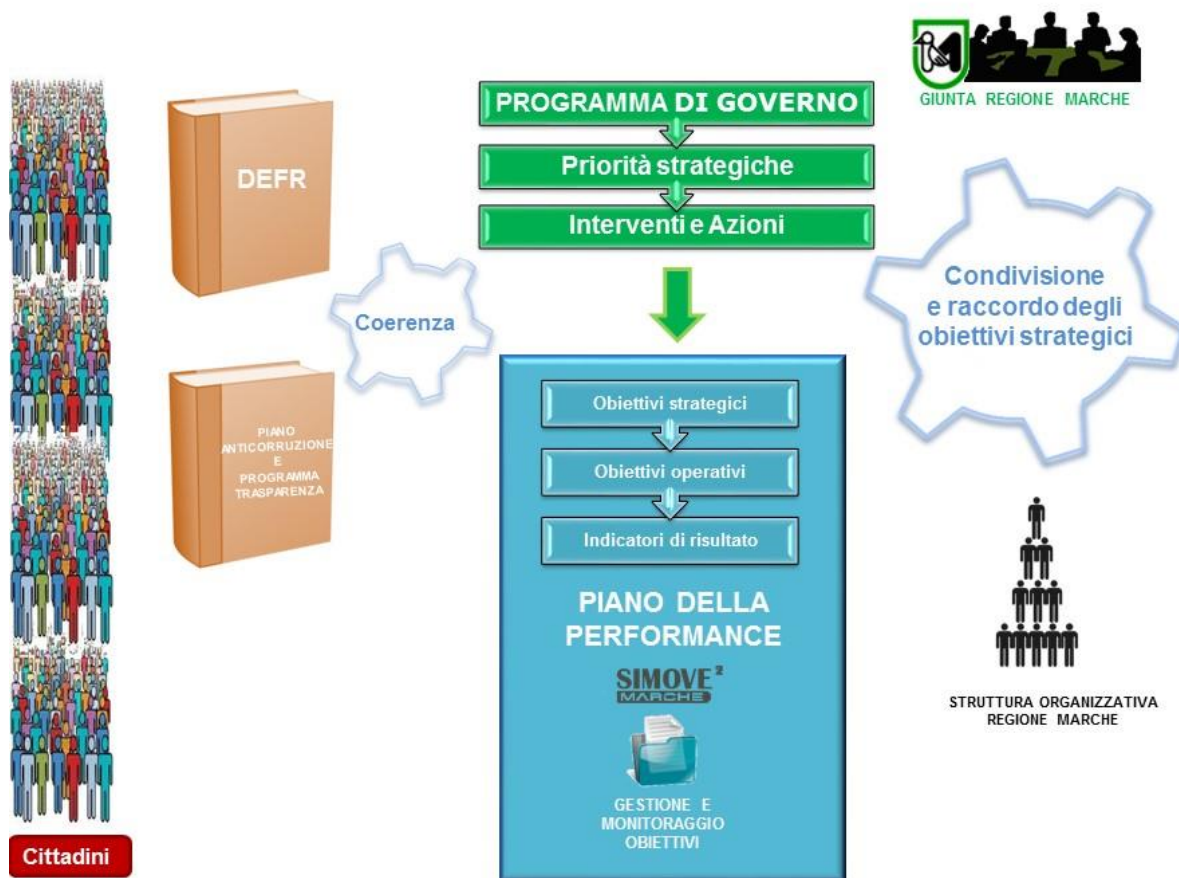 GIUNTA REGIONE MARCHE
PROGRAMMA DI GOVERNO
Priorità strategiche
Interventi e Azioni
DEFR
Coerenza
Condivisione
e raccordo degli
obiettivi strategici
PIANO
ANTICORRUZIONE
E
PROGRAMMA
TRASPARENZA
Obiettivi strategici
Obiettivi operativi
Indicatori di risultato
PIANO DELLA
PERFORMANCE
SIMOVE²
MARCHE
GESTIONE E
MONITORAGGIO
OBIETTIVI
STRUTTURA ORGANIZZATIVA
REGIONE MARCHE
Cittadini